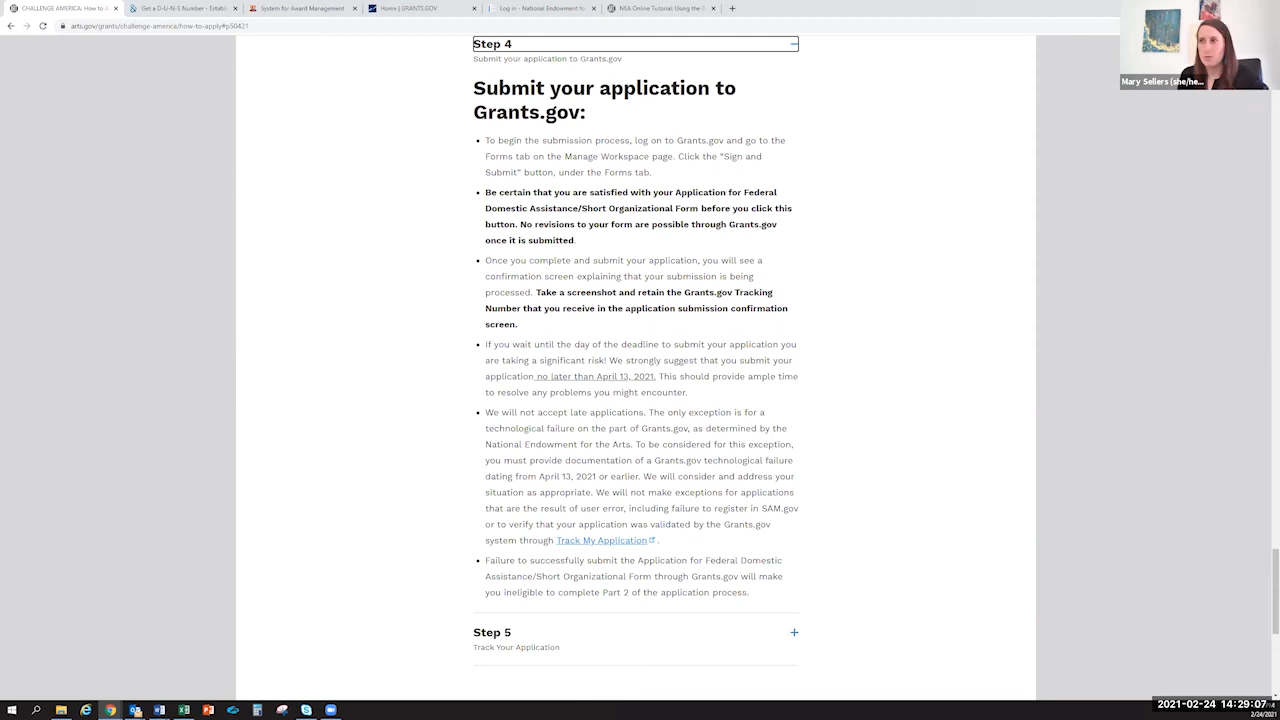 CHALLENGE AMERICA: How to A
Get a D-U-N-S Number - Establ
System for Award Management
Home | GRANTS.GOV
Log in - National Endowment fo
NEA Online Tutorial: Using the G
arts.gov/grants/challenge-america/how-to-apply#p50421
Mary Sellers (she/he...
Step 4
Submit your application to Grants.gov
Submit your application to
Grants.gov:
To begin the submission process, log on to Grants.gov and go to the
Forms tab on the Manage Workspace page. Click the “Sign and
Submit” button, under the Forms tab.
Be certain that you are satisfied with your Application for Federal
Domestic Assistance/Short Organizational Form before you click this
button. No revisions to your form are possible through Grants.gov
once it is submitted.
Once you complete and submit your application, you will see a
confirmation screen explaining that your submission is being
processed. Take a screenshot and retain the Grants.gov Tracking
Number that you receive in the application submission confirmation
screen.
If you wait until the day of the deadline to submit your application you
are taking a significant risk! We strongly suggest that you submit your
application no later than April 13, 2021. This should provide ample time
to resolve any problems you might encounter.
We will not accept late applications. The only exception is for a
technological failure on the part of Grants.gov, as determined by the
National Endowment for the Arts. To be considered for this exception,
you must provide documentation of a Grants.gov technological failure
dating from April 13, 2021 or earlier. We will consider and address your
situation as appropriate. We will not make exceptions for applications
that are the result of user error, including failure to register in SAM.gov
or to verify that your application was validated by the Grants.gov
system through Track My Application .
Failure to successfully submit the Application for Federal Domestic
Assistance/Short Organizational Form through Grants.gov will make
you ineligible to complete Part 2 of the application process.
Step 5
Track Your Application
2021-02-24 14:29:07
2/24/2021